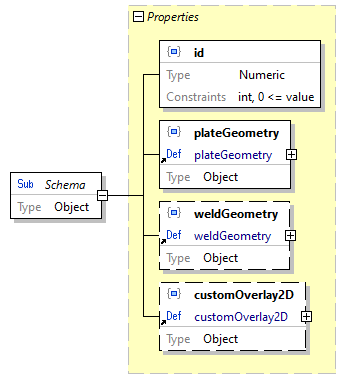 Properties
id
Type Numeric
Constraints int, 0 <= value
plateGeometry
Def plateGeometry
Type Object
Sub Schema
Type Object
weldGeometry
Def weldGeometry
Type Object
customOverlay2D
Def customOverlay2D
Type Object